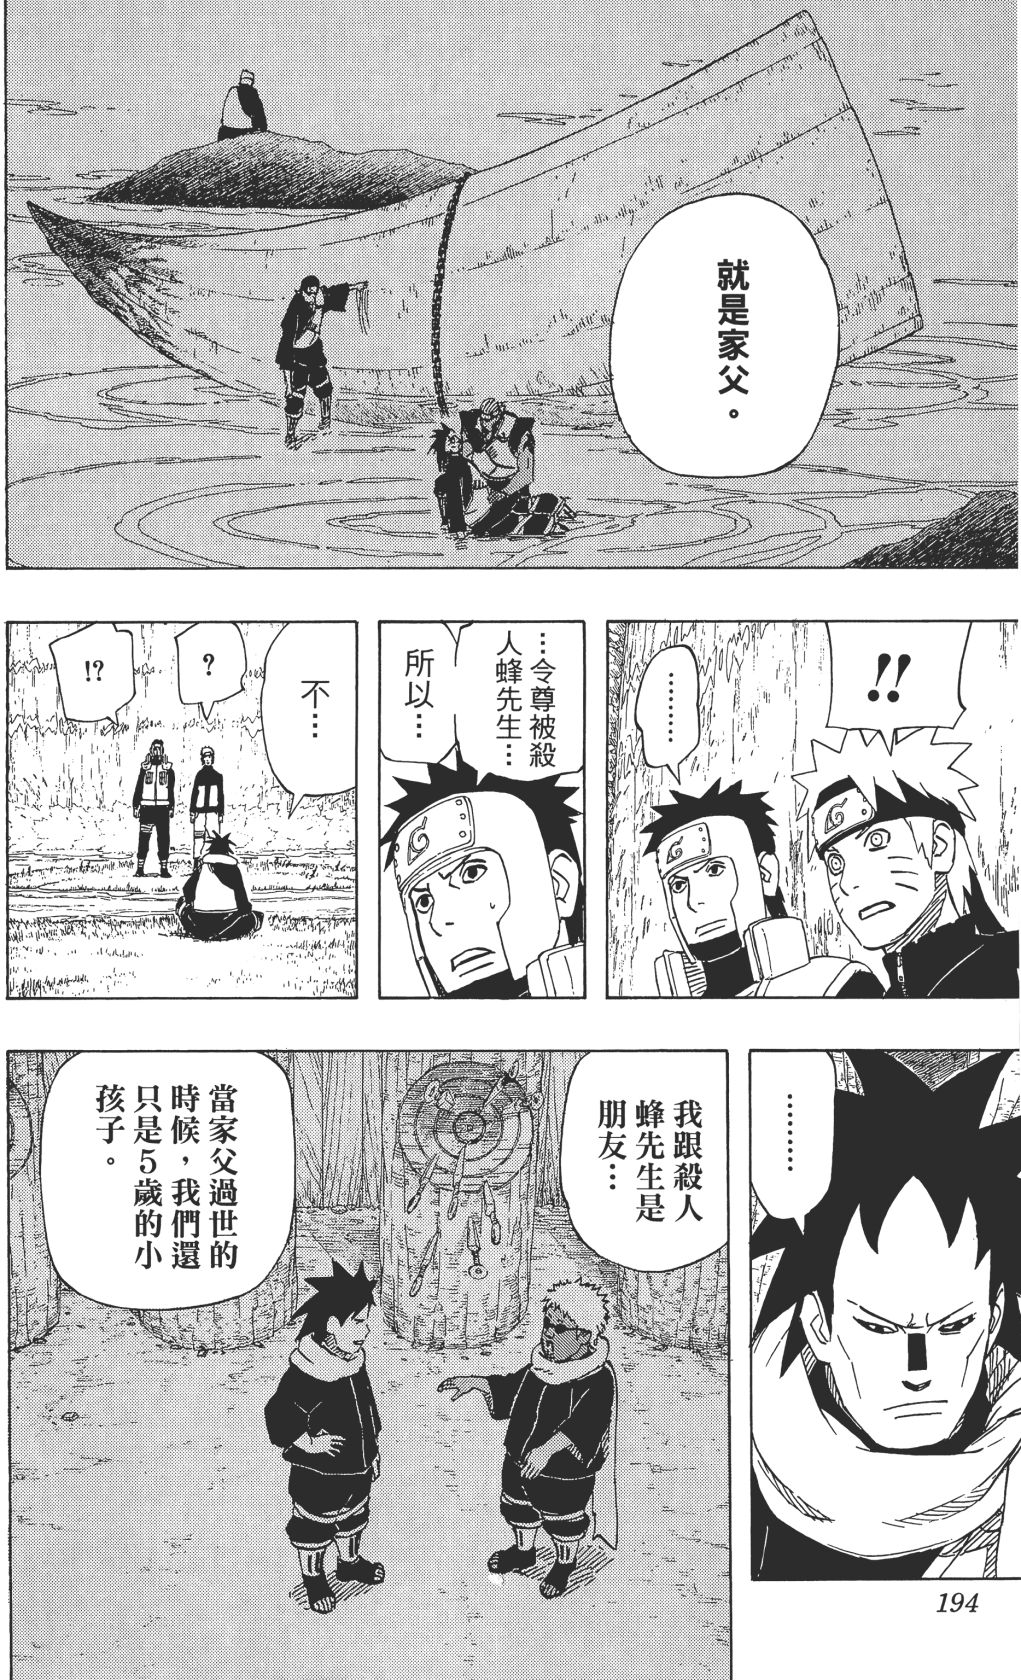 就是家父。
!!
………
…令尊被殺
人蜂先生…
所以…
不…
?
!?
………
我跟殺人
蜂先生是
朋友…
當家父過世的
時候，我們還
只是5歲的小
孩子。
194